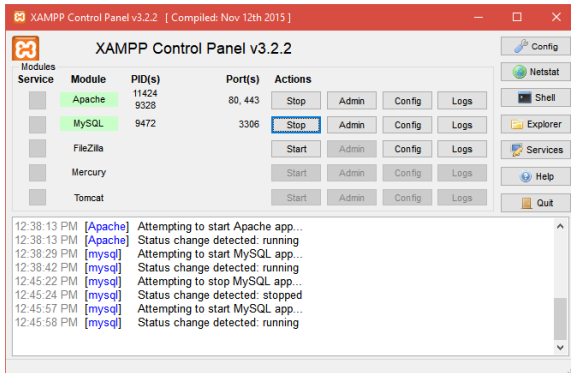 XAMPP Control Panel v3.2.2 [ Compiled: Nov 12th 2015 ]
XAMPP Control Panel v3.2.2
Config
Modules
Service Module PID(s) Port(s) Actions
Netstat
Apache 11424 9328 80, 443 Stop Admin Config Logs
Shell
MySQL 9472 3306 Stop Admin Config Logs
Explorer
FileZilla Start Admin Config Logs
Services
Mercury Start Admin Config Logs
Help
Tomcat Start Admin Config Logs
Quit
12:38:13 PM [Apache] Attempting to start Apache app...
12:38:13 PM [Apache] Status change detected: running
12:38:29 PM [mysql] Attempting to start MySQL app...
12:38:42 PM [mysql] Status change detected: running
12:45:22 PM [mysql] Attempting to stop MySQL app...
12:45:24 PM [mysql] Status change detected: stopped
12:45:57 PM [mysql] Attempting to start MySQL app...
12:45:58 PM [mysql] Status change detected: running